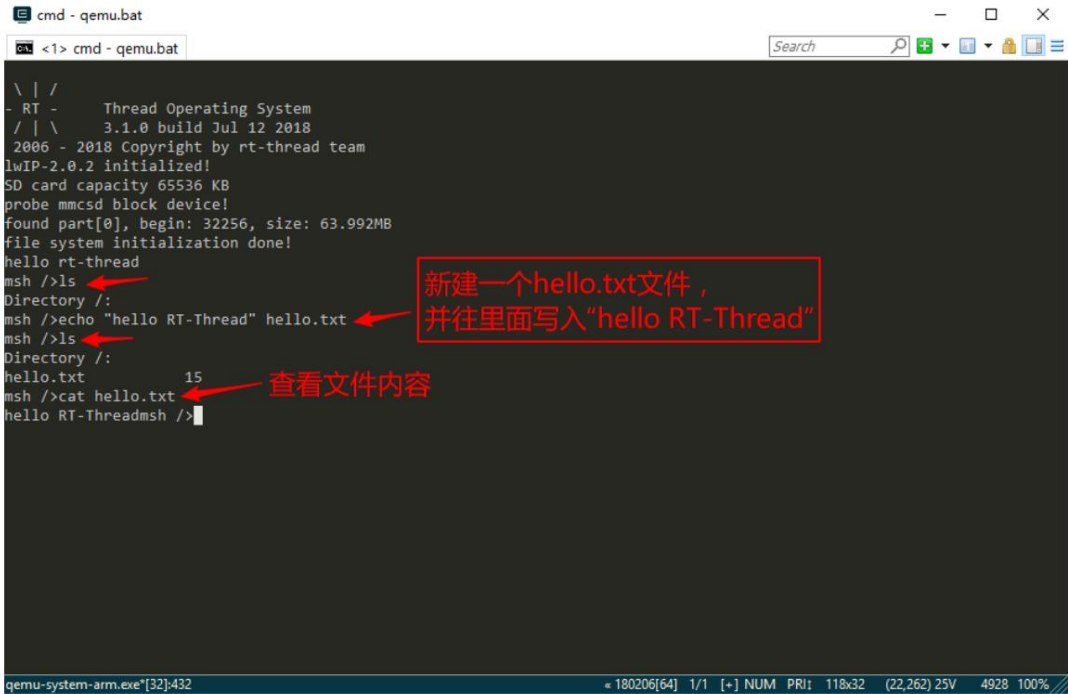 cmd - qemu.bat
<1> cmd - qemu.bat
Search
\ | /
- RT -     Thread Operating System
/ | \     3.1.0 build Jul 12 2018
2006 - 2018 Copyright by rt-thread team
lwIP-2.0.2 initialized!
SD card capacity 65536 KB
probe mmcsd block device!
found part[0], begin: 32256, size: 63.992MB
file system initialization done!
hello rt-thread
msh />ls
Directory /:
msh />echo "hello RT-Thread" hello.txt
msh />ls
Directory /:
hello.txt           15
msh />cat hello.txt
hello RT-Threadmsh />
新建一个hello.txt文件，
并往里面写入“hello RT-Thread”
查看文件内容
qemu-system-arm.exe*[32]:432
« 180206[64] 1/1 [+] NUM PRI↕ 118x32 (22,262) 25V 4928 100%